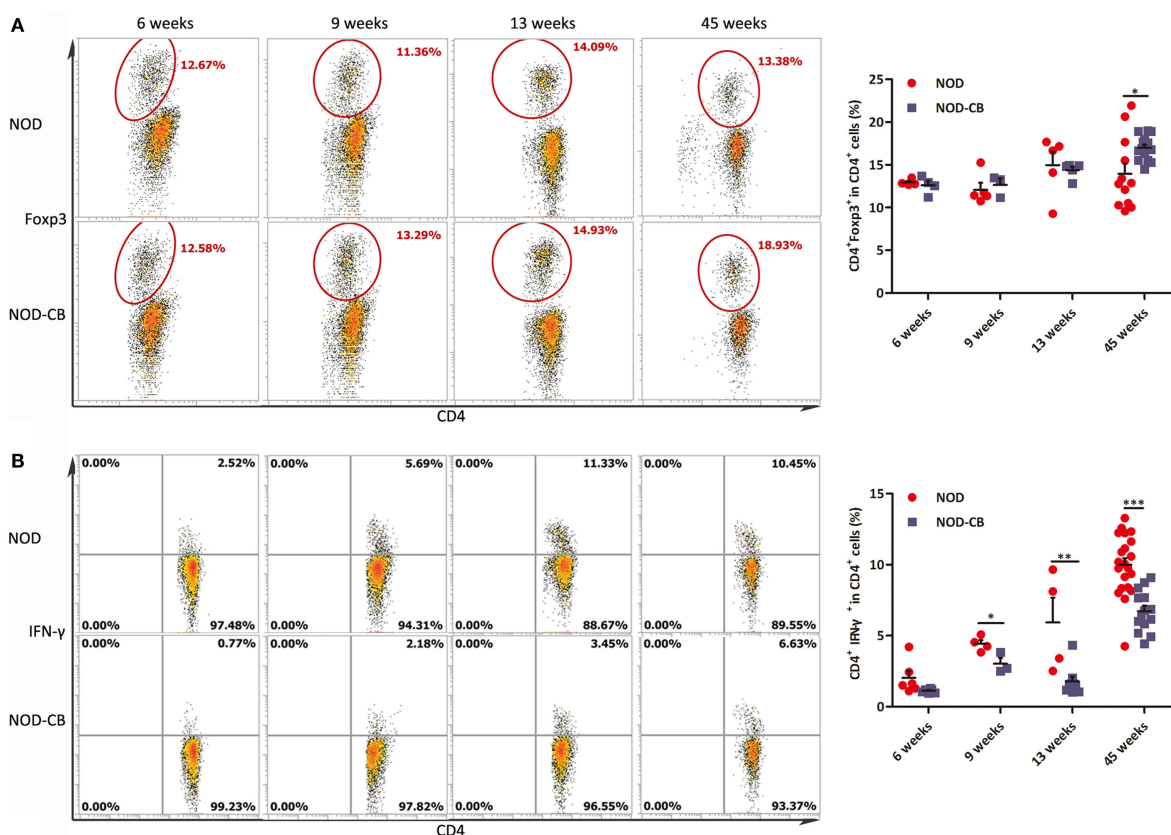 A
6 weeks 9 weeks 13 weeks 45 weeks
NOD
12.67% 11.36% 14.09% 13.38%
Foxp3
NOD-CB
12.58% 13.29% 14.93% 18.93%
CD4
NOD
NOD-CB
*
CD4⁺Foxp3⁺ in CD4⁺ cells (%)
25
20
15
10
5
0
6 weeks 9 weeks 13 weeks 45 weeks
B
NOD
0.00% 2.52% 0.00% 5.69% 0.00% 11.33% 0.00% 10.45%
0.00% 97.48% 0.00% 94.31% 0.00% 88.67% 0.00% 89.55%
IFN-γ
NOD-CB
0.00% 0.77% 0.00% 2.18% 0.00% 3.45% 0.00% 6.63%
0.00% 99.23% 0.00% 97.82% 0.00% 96.55% 0.00% 93.37%
CD4
NOD
NOD-CB
* ** ***
CD4⁺ IFN-γ ⁺ in CD4⁺ cells (%)
15
10
5
0
6 weeks 9 weeks 13 weeks 45 weeks